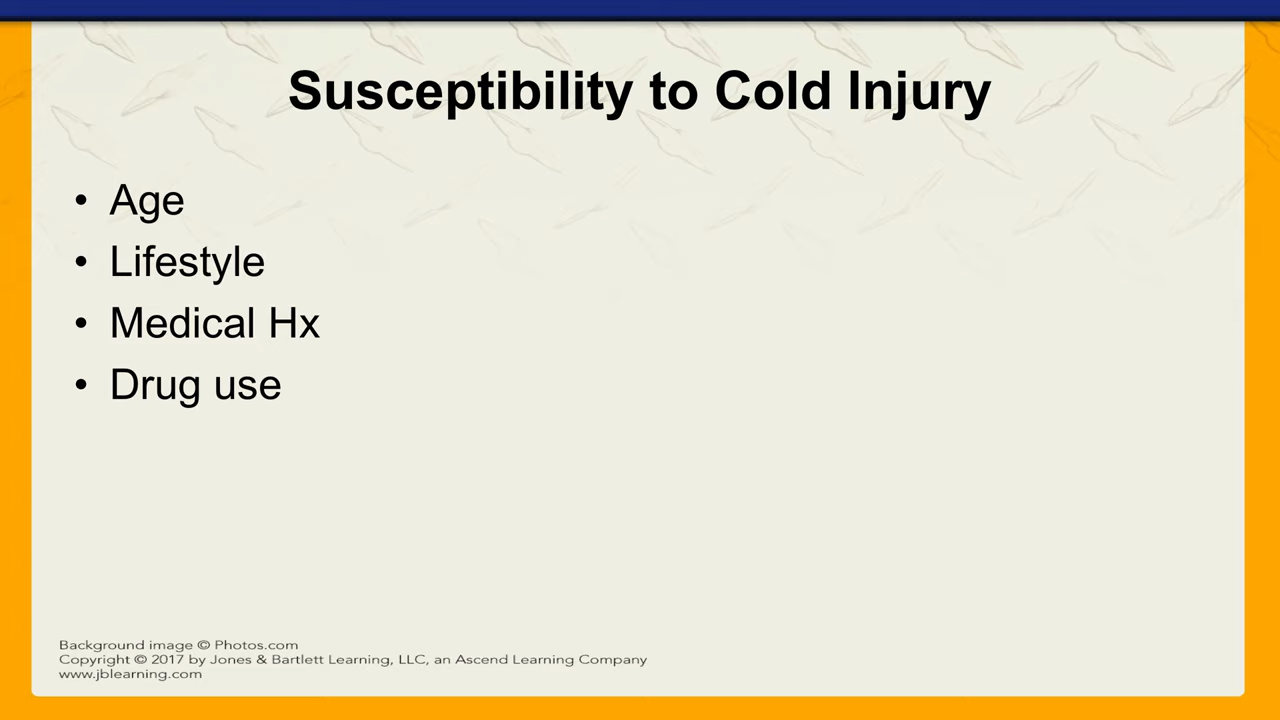 Susceptibility to Cold Injury
• Age
• Lifestyle
• Medical Hx
• Drug use
Background image © Photos.com
Copyright © 2017 by Jones & Bartlett Learning, LLC, an Ascend Learning Company
www.jblearning.com